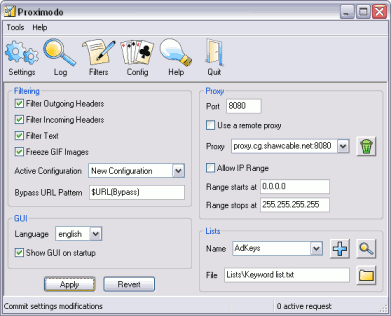 Proximodo
Tools Help
Settings Log Filters Config Help Quit
Filtering
Filter Outgoing Headers
Filter Incoming Headers
Filter Text
Freeze GIF Images
Active Configuration New Configuration
Bypass URL Pattern $URL(Bypass)
GUI
Language english
Show GUI on startup
Apply Revert
Proxy
Port 8080
Use a remote proxy
Proxy proxy.cg.shawcable.net:8080
Allow IP Range
Range starts at 0.0.0.0
Range stops at 255.255.255.255
Lists
Name AdKeys
File Lists\Keyword list.txt
Commit settings modifications 0 active request